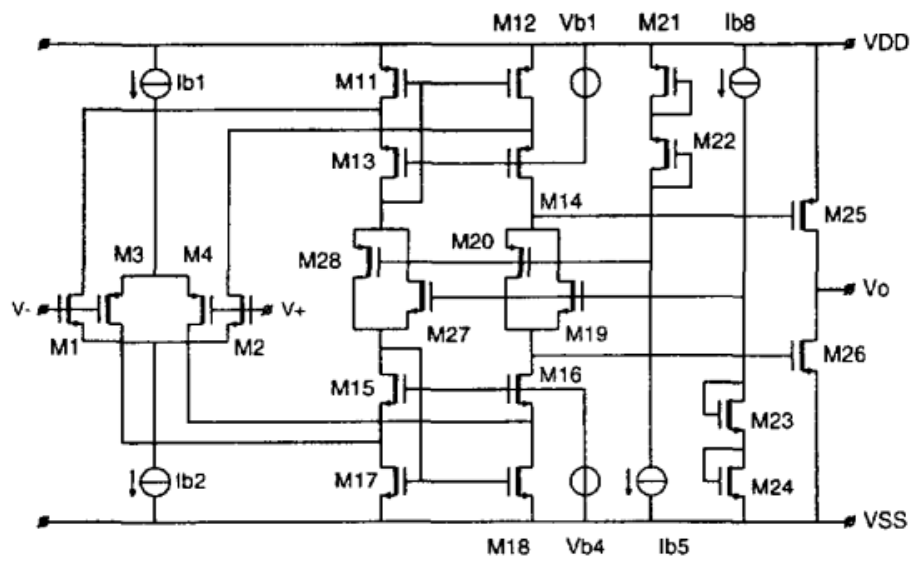 M12 Vb1 M21 Ib8
VDD
M11
Ib1
M22
M13
M14
M25
M3 M4
M28
M20
V-
V+
Vo
M1 M2
M27
M19
M26
M15
M16
M23
M17
Ib2
M24
VSS
M18 Vb4 Ib5